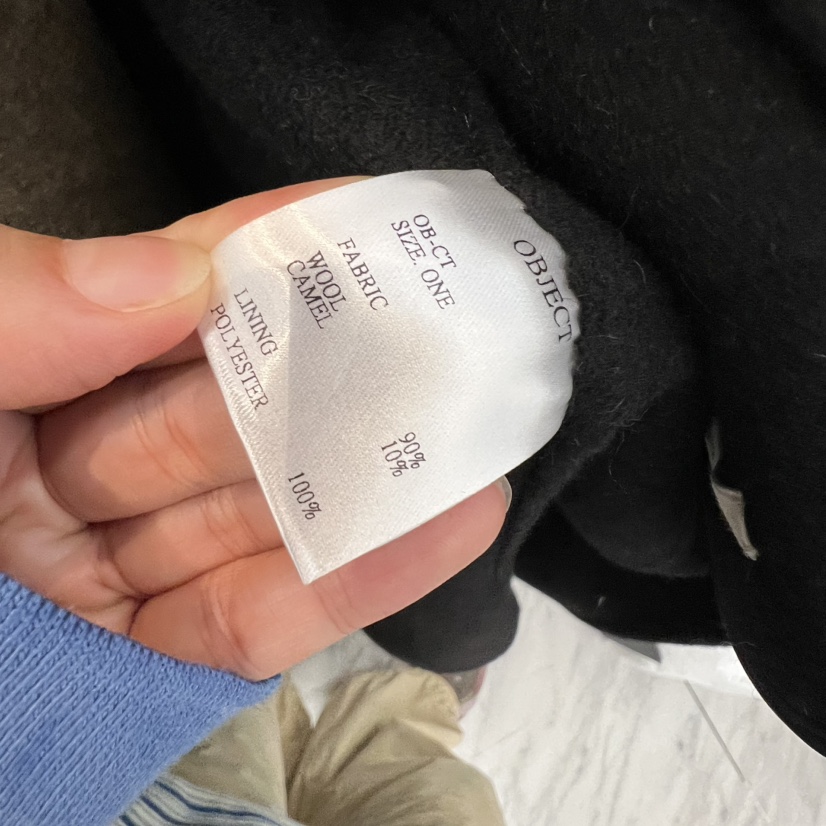 OBJECT
OB-CT
SIZE. ONE
FABRIC
WOOL 90%
CAMEL 10%
LINING
POLYESTER 100%